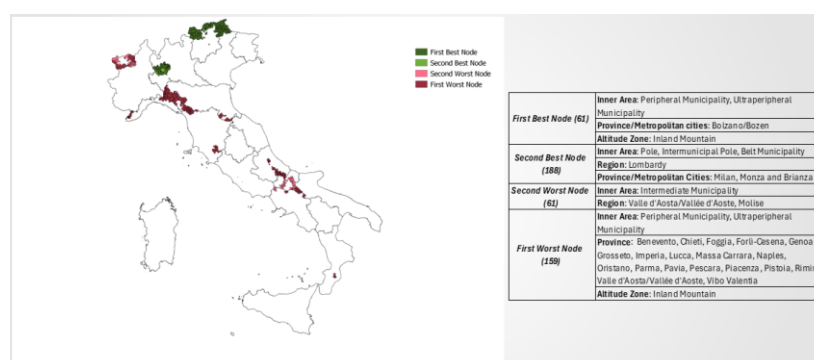 First Best Node
Second Best Node
Second Worst Node
First Worst Node
First Best Node (61)
Inner Area: Peripheral Municipality, Ultraperipheral
Municipality
Province/Metropolitan cities: Bolzano/Bozen
Altitude Zone: Inland Mountain
Second Best Node
(188)
Inner Area: Pole, Intermunicipal Pole, Belt Municipality
Region: Lombardy
Province/Metropolitan Cities: Milan, Monza and Brianza
Second Worst Node
(61)
Inner Area: Intermediate Municipality
Region: Valle d'Aosta/Vallée d'Aoste, Molise
First Worst Node
(159)
Inner Area: Peripheral Municipality, Ultraperipheral
Municipality
Province: Benevento, Chieti, Foggia, Forlì-Cesena, Genoa
Grosseto, Imperia, Lucca, Massa Carrara, Naples,
Oristano, Parma, Pavia, Pescara, Piacenza, Pistoia, Rimi
Valle d'Aosta/Vallée d'Aoste, Vibo Valentia
Altitude Zone: Inland Mountain